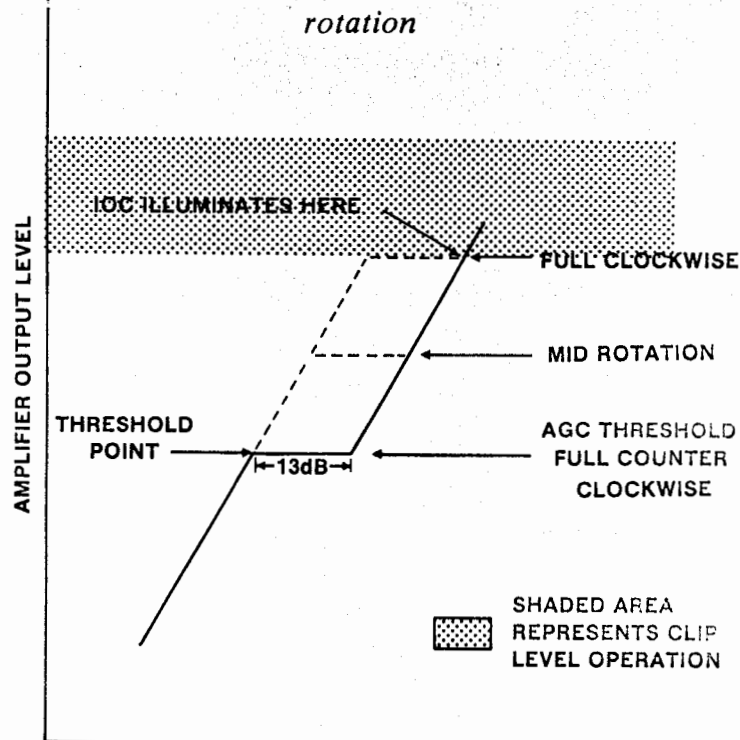 rotation
IOC ILLUMINATES HERE
FULL CLOCKWISE
MID ROTATION
AMPLIFIER OUTPUT LEVEL
THRESHOLD
POINT
13dB
AGC THRESHOLD
FULL COUNTER
CLOCKWISE
SHADED AREA
REPRESENTS CLIP
LEVEL OPERATION